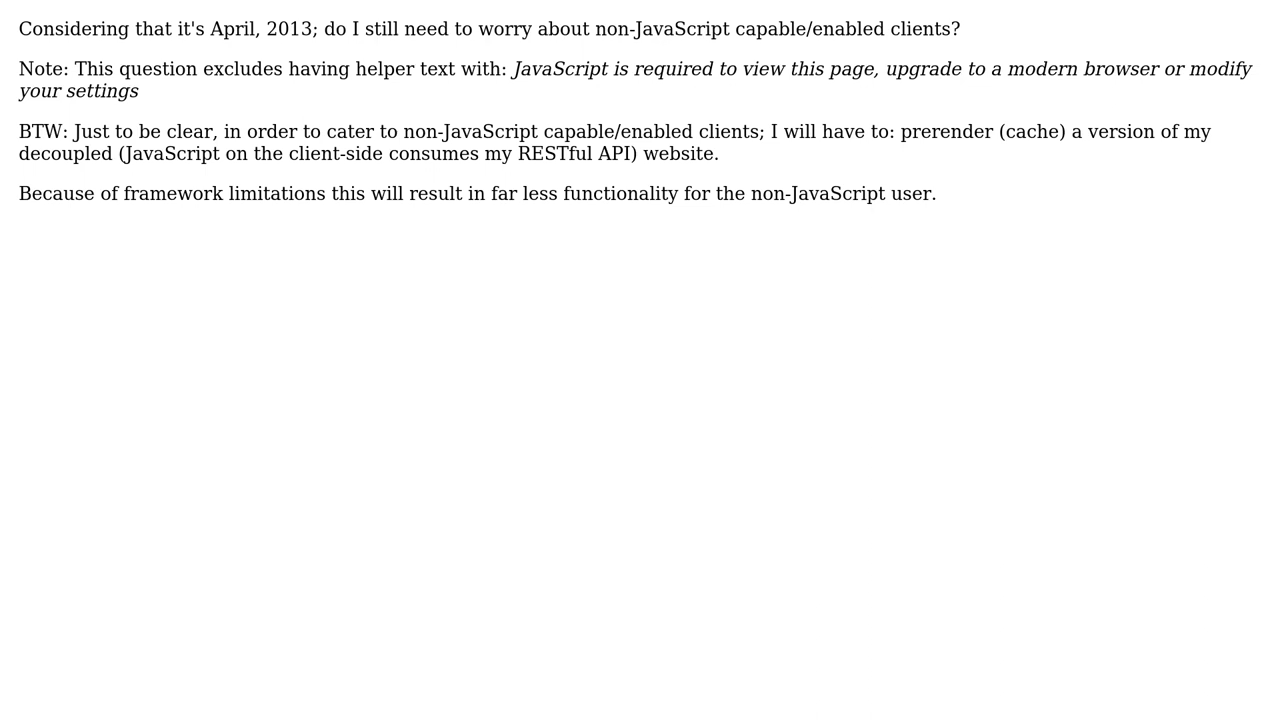 Considering that it's April, 2013; do I still need to worry about non-JavaScript capable/enabled clients?
Note: This question excludes having helper text with: JavaScript is required to view this page, upgrade to a modern browser or modify
your settings
BTW: Just to be clear, in order to cater to non-JavaScript capable/enabled clients; I will have to: prerender (cache) a version of my
decoupled (JavaScript on the client-side consumes my RESTful API) website.
Because of framework limitations this will result in far less functionality for the non-JavaScript user.